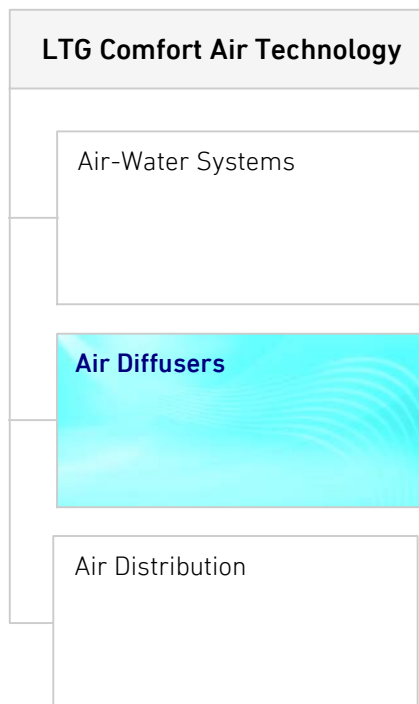 LTG Comfort Air Technology
Air-Water Systems
Air Diffusers
Air Distribution